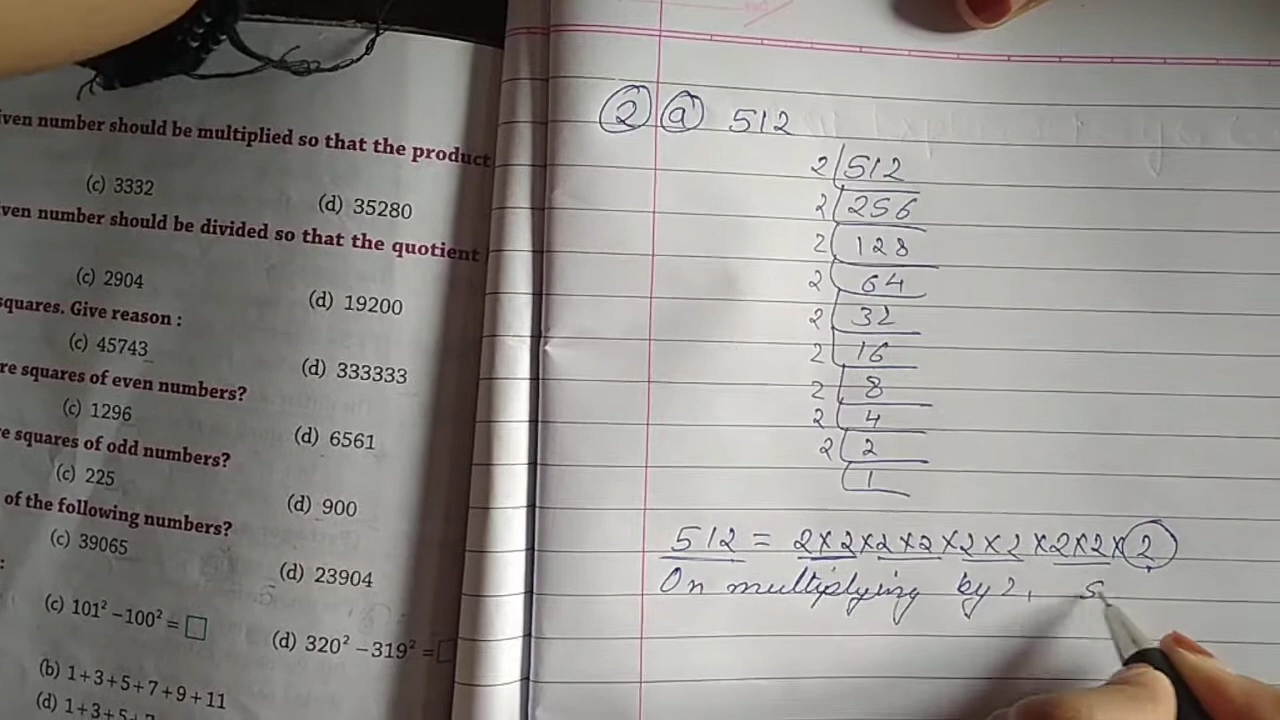 iven number should be multiplied so that the product
(c) 3332 (d) 35280
ven number should be divided so that the quotient
(c) 2904 (d) 19200
squares. Give reason :
(c) 45743 (d) 333333
re squares of even numbers?
(c) 1296 (d) 6561
e squares of odd numbers?
(c) 225 (d) 900
of the following numbers?
(c) 39065 (d) 23904
:
(c) 101² − 100² = □ (d) 320² − 319² = □
(b) 1+3+5+7+9+11
(d) 1+3+5+7
② ⓐ 512
2 | 512
2 | 256
2 | 128
2 | 64
2 | 32
2 | 16
2 | 8
2 | 4
2 | 2
1
512 = 2×2×2×2×2×2×2×2×②
On multiplying by 2, 5